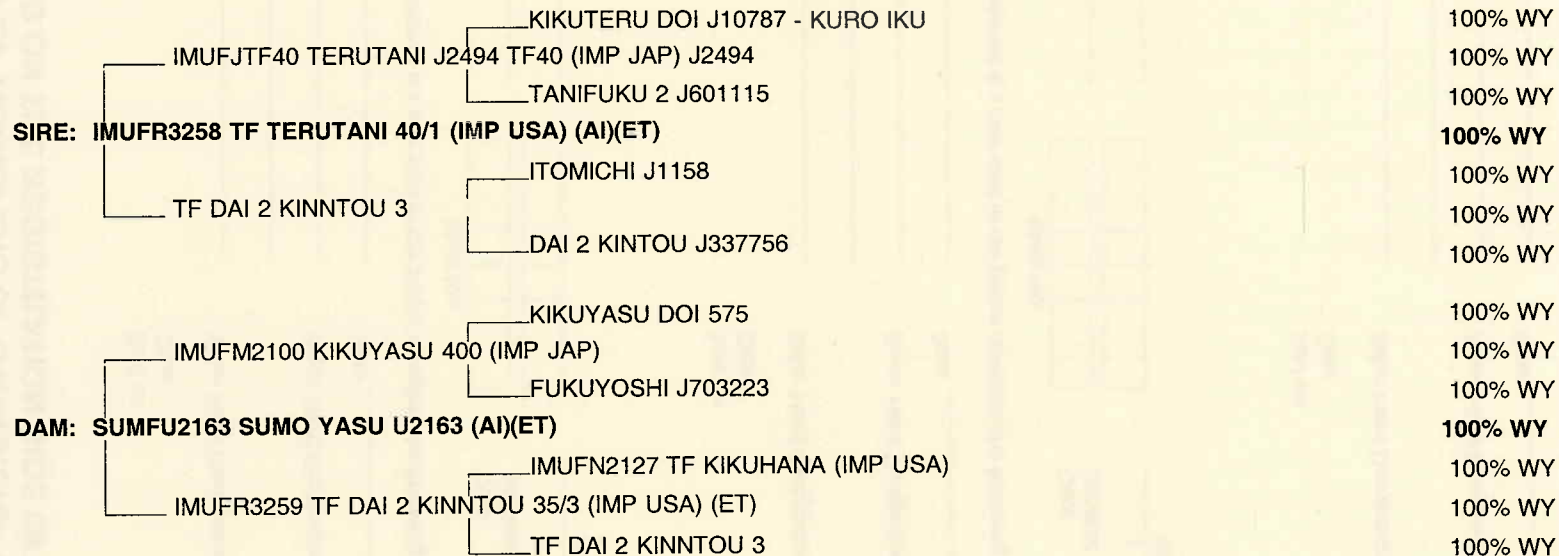 KIKUTERU DOI J10787 - KURO IKU 100% WY
IMUFJTF40 TERUTANI J2494 TF40 (IMP JAP) J2494 100% WY
TANIFUKU 2 J601115 100% WY
SIRE: IMUFR3258 TF TERUTANI 40/1 (IMP USA) (AI)(ET) 100% WY
ITOMICHI J1158 100% WY
TF DAI 2 KINNTOU 3 100% WY
DAI 2 KINTOU J337756 100% WY
KIKUYASU DOI 575 100% WY
IMUFM2100 KIKUYASU 400 (IMP JAP) 100% WY
FUKUYOSHI J703223 100% WY
DAM: SUMFU2163 SUMO YASU U2163 (AI)(ET) 100% WY
IMUFN2127 TF KIKUHANA (IMP USA) 100% WY
IMUFR3259 TF DAI 2 KINNTOU 35/3 (IMP USA) (ET) 100% WY
TF DAI 2 KINNTOU 3 100% WY